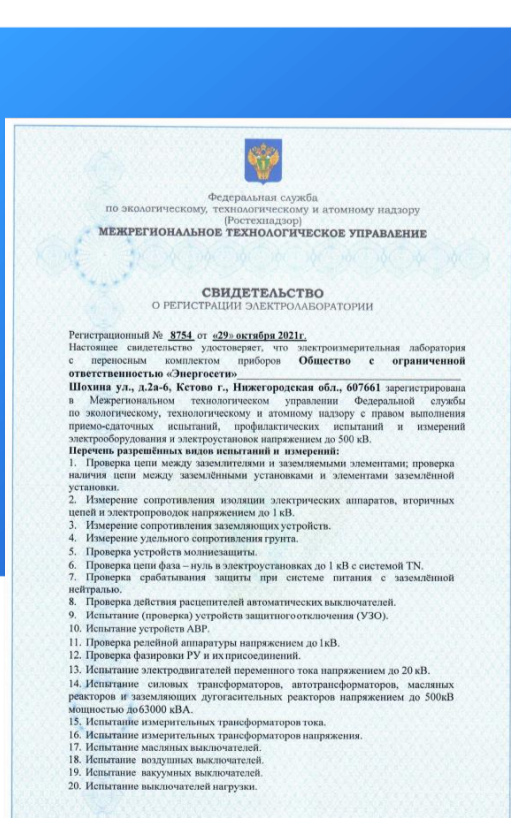 Федеральная служба
по экологическому, технологическому и атомному надзору
(Ростехнадзор)
МЕЖРЕГИОНАЛЬНОЕ ТЕХНОЛОГИЧЕСКОЕ УПРАВЛЕНИЕ
СВИДЕТЕЛЬСТВО
О РЕГИСТРАЦИИ ЭЛЕКТРОЛАБОРАТОРИИ
Регистрационный № 8754 от «29» октября 2021г.
Настоящее свидетельство удостоверяет, что электроизмерительная лаборатория
с переносным комплектом приборов Общество с ограниченной
ответственностью «Энергосети»
Шохина ул., д.2а-6, Кстово г., Нижегородская обл., 607661 зарегистрирована
в Межрегиональном технологическом управлении Федеральной службы
по экологическому, технологическому и атомному надзору с правом выполнения
приемо-сдаточных испытаний, профилактических испытаний и измерений
электрооборудования и электроустановок напряжением до 500 кВ.
Перечень разрешённых видов испытаний и измерений:
1. Проверка цепи между заземлителями и заземляемыми элементами; проверка
наличия цепи между заземлёнными установками и элементами заземлённой
установки.
2. Измерение сопротивления изоляции электрических аппаратов, вторичных
цепей и электропроводок напряжением до 1 кВ.
3. Измерение сопротивления заземляющих устройств.
4. Измерение удельного сопротивления грунта.
5. Проверка устройств молниезащиты.
6. Проверка цепи фаза – нуль в электроустановках до 1 кВ с системой TN.
7. Проверка срабатывания защиты при системе питания с заземлённой
нейтралью.
8. Проверка действия расцепителей автоматических выключателей.
9. Испытание (проверка) устройств защитного отключения (УЗО).
10. Испытание устройств АВР.
11. Проверка релейной аппаратуры напряжением до 1кВ.
12. Проверка фазировки РУ и их присоединений.
13. Испытание электродвигателей переменного тока напряжением до 20 кВ.
14. Испытание силовых трансформаторов, автотрансформаторов, масляных
реакторов и заземляющих дугогасительных реакторов напряжением до 500кВ
мощностью до 63000 кВА.
15. Испытание измерительных трансформаторов тока.
16. Испытание измерительных трансформаторов напряжения.
17. Испытание масляных выключателей.
18. Испытание воздушных выключателей.
19. Испытание вакуумных выключателей.
20. Испытание выключателей нагрузки.